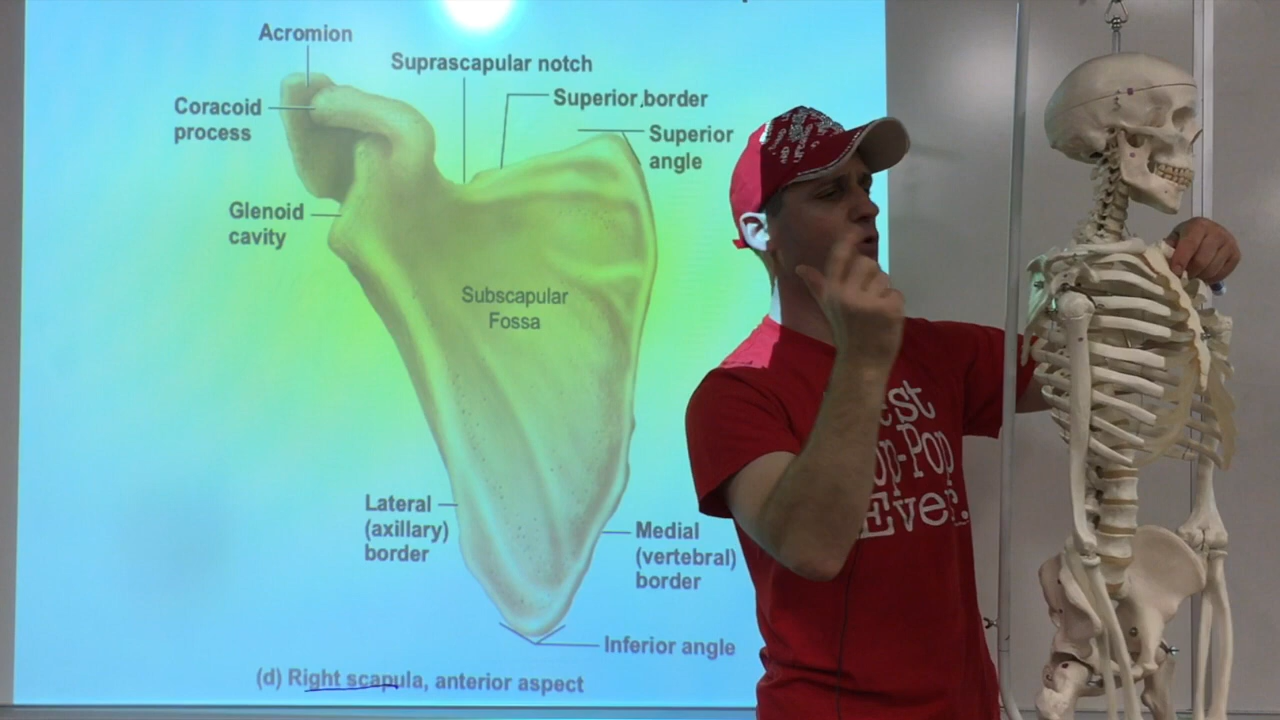 Acromion
Suprascapular notch
Coracoid
process
Superior border
Superior
angle
Glenoid
cavity
Subscapular
Fossa
Lateral
(axillary)
border
Medial
(vertebral)
border
Inferior angle
(d) Right scapula, anterior aspect
Ever.